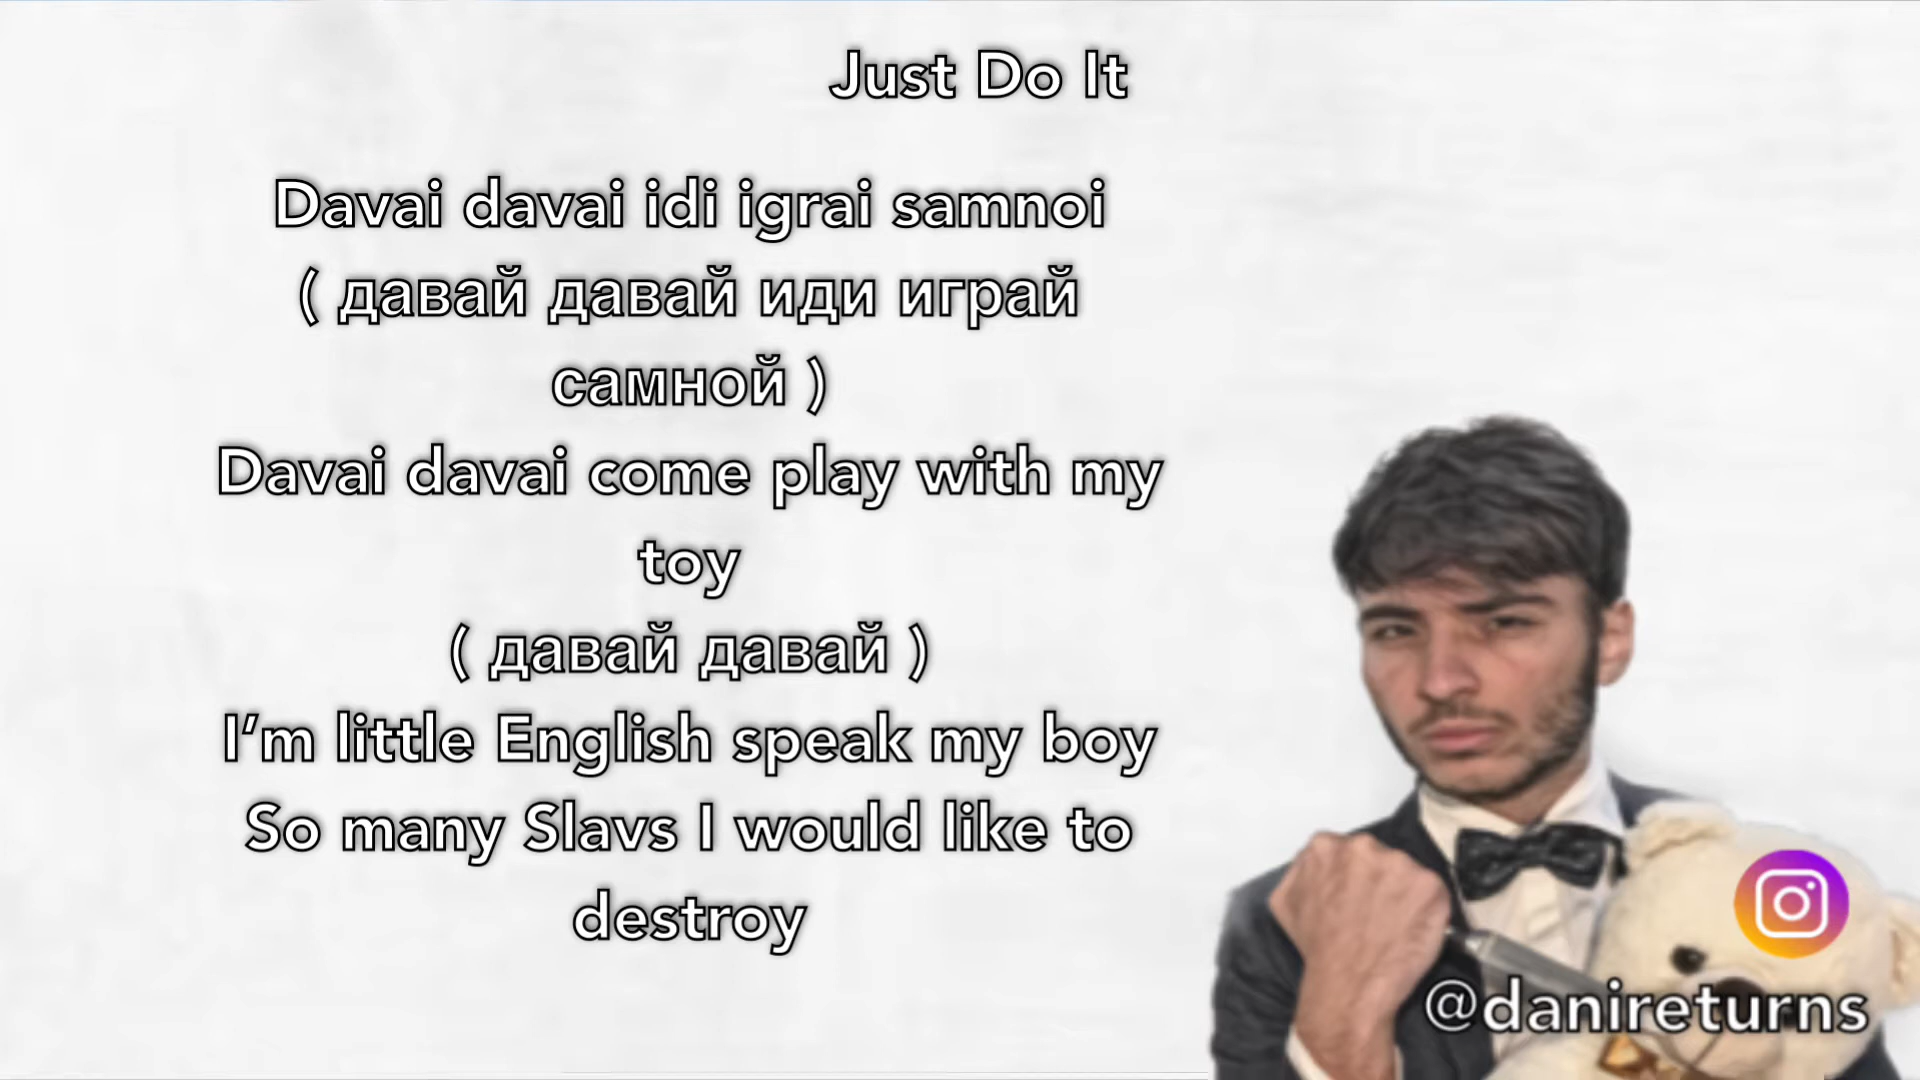 Just Do It
Davai davai idi igrai samnoi
( давай давай иди играй
самной )
Davai davai come play with my
toy
( давай давай )
I’m little English speak my boy
So many Slavs I would like to
destroy
@danireturns